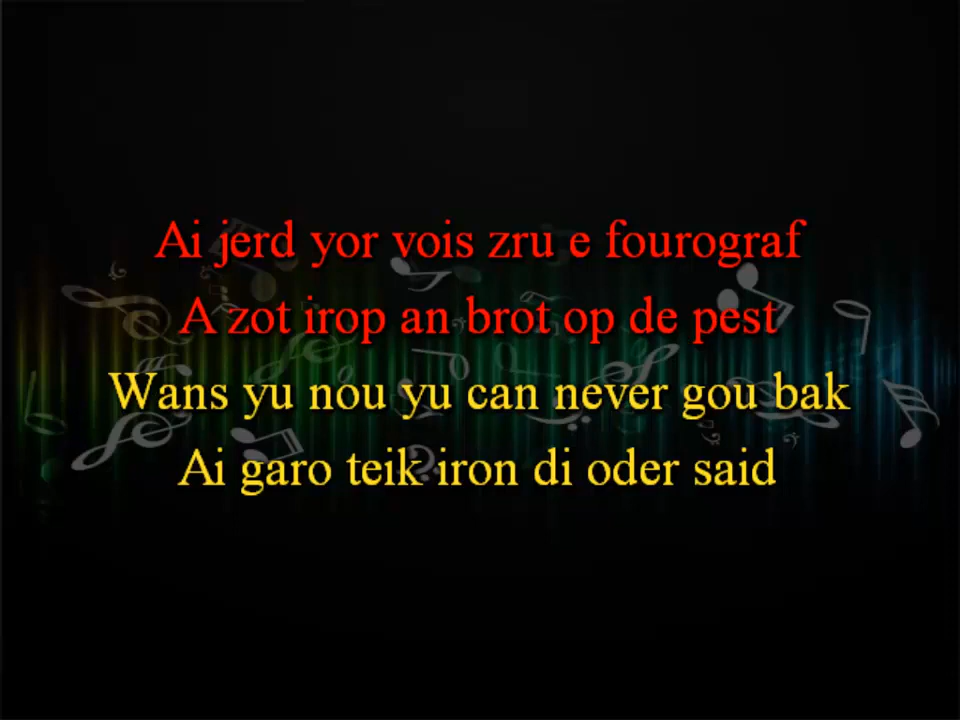 Ai jerd yor vois zru e fourograf
A zot irop an brot op de pest
Wans yu nou yu can never gou bak
Ai garo teik iron di oder said